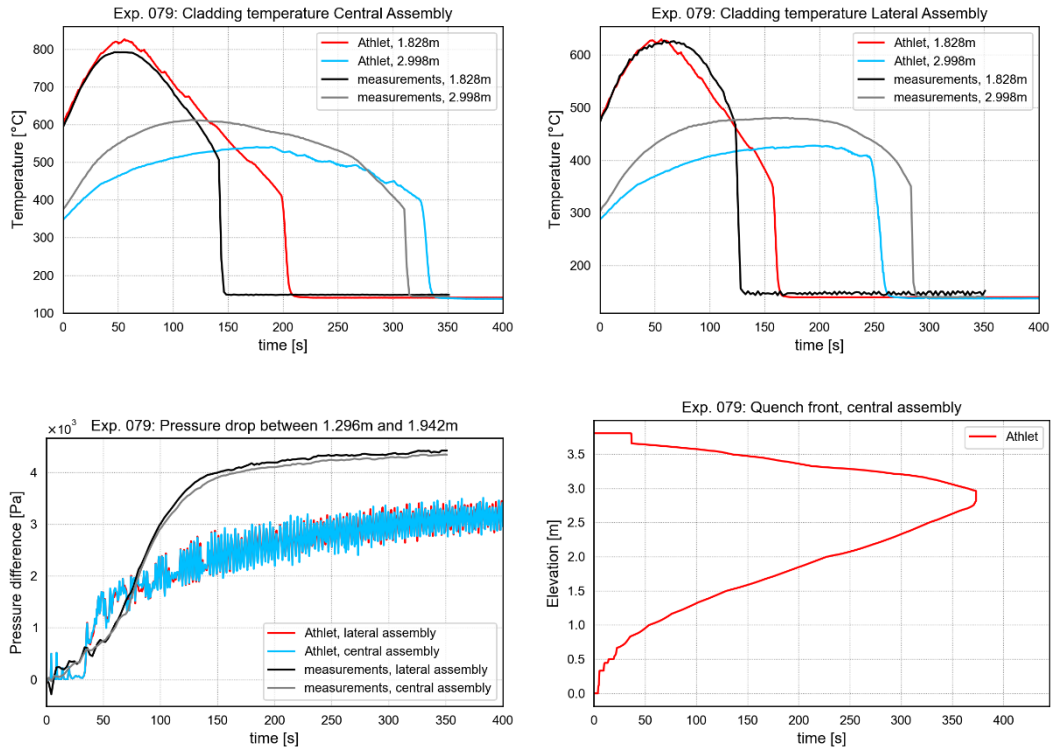 Exp. 079: Cladding temperature Central Assembly
Temperature [°C]
800
700
600
500
400
300
200
100
Athlet, 1.828m
Athlet, 2.998m
measurements, 1.828m
measurements, 2.998m
0 50 100 150 200 250 300 350 400
time [s]
Exp. 079: Cladding temperature Lateral Assembly
Temperature [°C]
600
500
400
300
200
Athlet, 1.828m
Athlet, 2.998m
measurements, 1.828m
measurements, 2.998m
0 50 100 150 200 250 300 350 400
time [s]
×10³
Exp. 079: Pressure drop between 1.296m and 1.942m
Pressure difference [Pa]
4
3
2
1
0
Athlet, lateral assembly
Athlet, central assembly
measurements, lateral assembly
measurements, central assembly
0 50 100 150 200 250 300 350 400
time [s]
Exp. 079: Quench front, central assembly
Elevation [m]
3.5
3.0
2.5
2.0
1.5
1.0
0.5
0.0
Athlet
0 50 100 150 200 250 300 350 400
time [s]